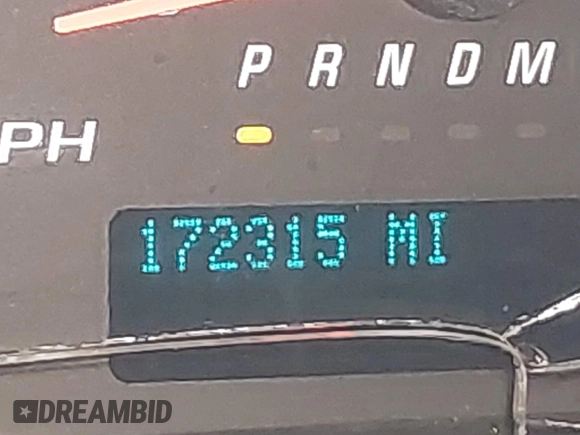 P R N D M
PH
172315 MI
DREAMBID